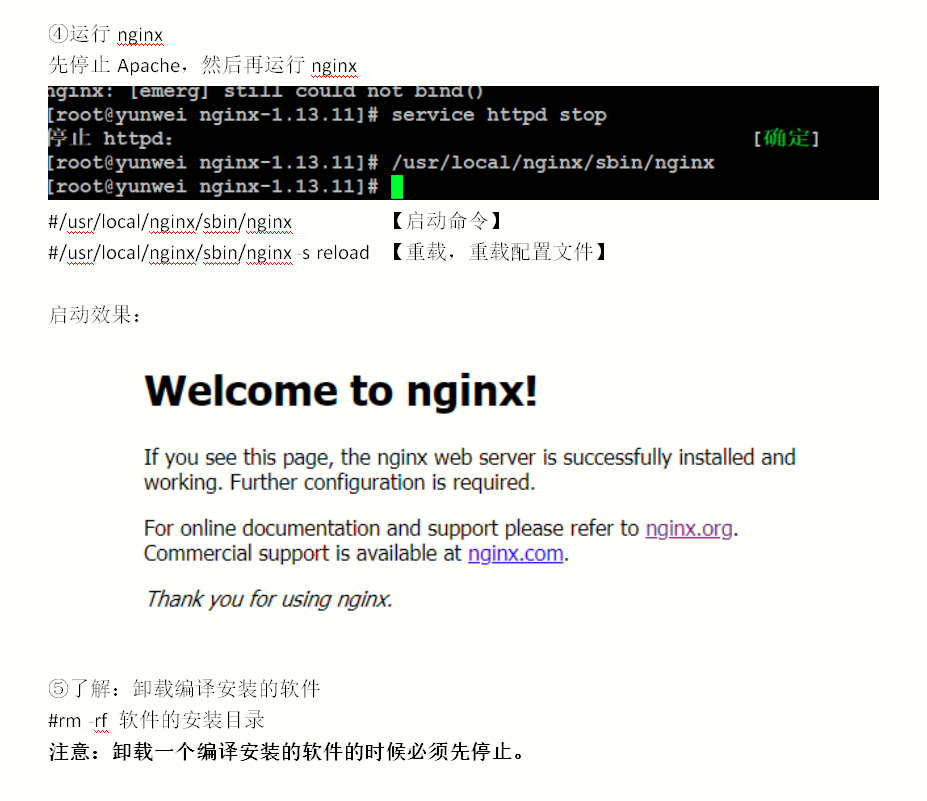 ④运行 nginx
先停止 Apache，然后再运行 nginx
nginx: [emerg] still could not bind()
[root@yunwei nginx-1.13.11]# service httpd stop
停止 httpd： [确定]
[root@yunwei nginx-1.13.11]# /usr/local/nginx/sbin/nginx
[root@yunwei nginx-1.13.11]#
#/usr/local/nginx/sbin/nginx 【启动命令】
#/usr/local/nginx/sbin/nginx -s reload 【重载，重载配置文件】
启动效果：
Welcome to nginx!
If you see this page, the nginx web server is successfully installed and
working. Further configuration is required.
For online documentation and support please refer to nginx.org.
Commercial support is available at nginx.com.
Thank you for using nginx.
⑤了解：卸载编译安装的软件
#rm -rf 软件的安装目录
注意：卸载一个编译安装的软件的时候必须先停止。